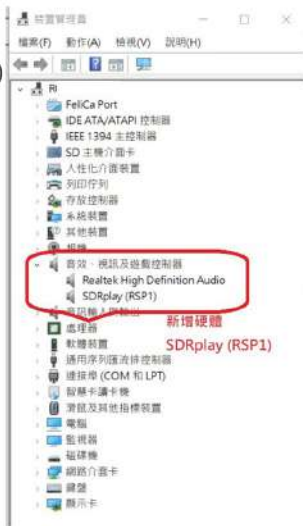 裝置管理員
檔案(F) 動作(A) 檢視(V) 說明(H)
RI
FeliCa Port
IDE ATA/ATAPI 控制器
IEEE 1394 主控制器
SD 主機介面卡
人性化介面裝置
列印佇列
存放控制器
系統裝置
其他裝置
相機
音效、視訊及遊戲控制器
Realtek High Definition Audio
SDRplay (RSP1)
音訊輸入與輸出
處理器
新增硬體
軟體裝置
SDRplay (RSP1)
通用序列匯流排控制器
連接埠 (COM 和 LPT)
智慧卡讀卡機
滑鼠及其他指標裝置
電腦
監視器
磁碟機
網路介面卡
鍵盤
顯示卡